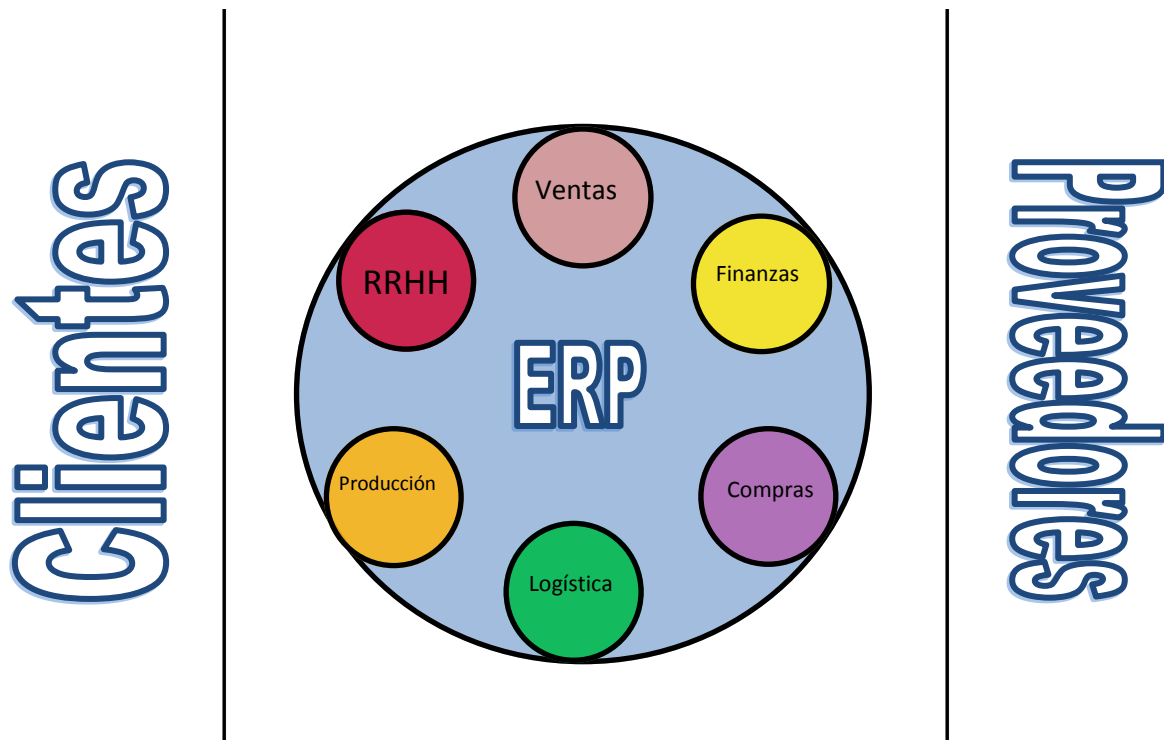 Clientes
Ventas
RRHH
Finanzas
ERP
Producción
Compras
Logística
Proveedores